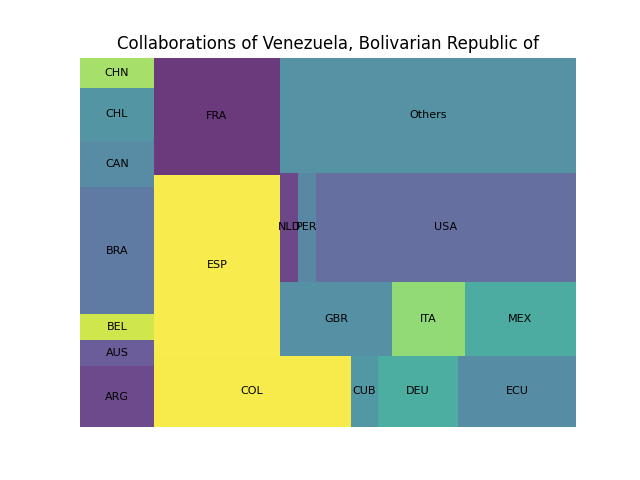 Collaborations of Venezuela, Bolivarian Republic of
CHN
CHL
CAN
BRA
BEL
AUS
ARG
FRA
ESP
COL
CUB
DEU
ECU
GBR
ITA
MEX
NLD
PER
USA
Others